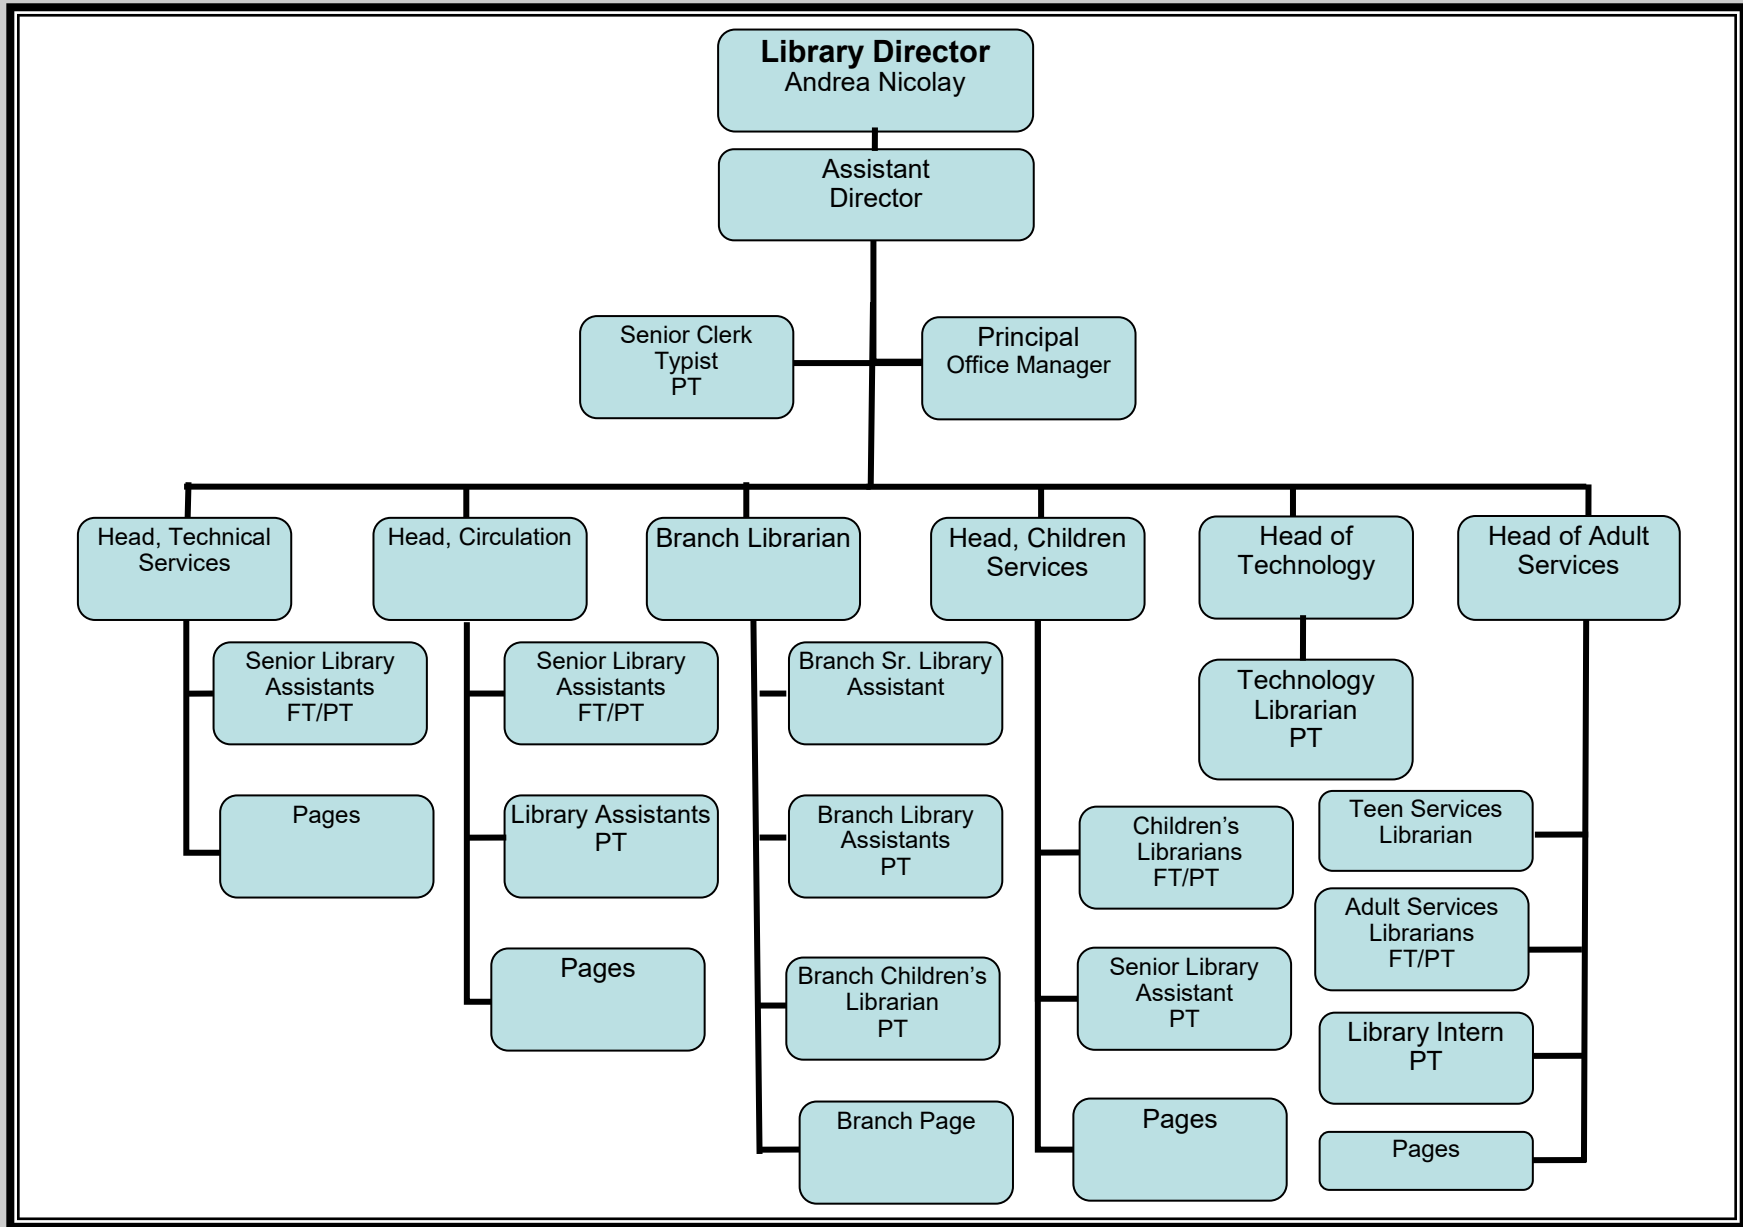 Library Director
Andrea Nicolay
Assistant
Director
Senior Clerk
Typist
PT
Principal
Office Manager
Head, Technical
Services
Head, Circulation
Branch Librarian
Head, Children
Services
Head of
Technology
Head of Adult
Services
Senior Library
Assistants
FT/PT
Pages
Senior Library
Assistants
FT/PT
Library Assistants
PT
Pages
Branch Sr. Library
Assistant
Branch Library
Assistants
PT
Branch Children’s
Librarian
PT
Branch Page
Children’s
Librarians
FT/PT
Senior Library
Assistant
PT
Pages
Technology
Librarian
PT
Teen Services
Librarian
Adult Services
Librarians
FT/PT
Library Intern
PT
Pages